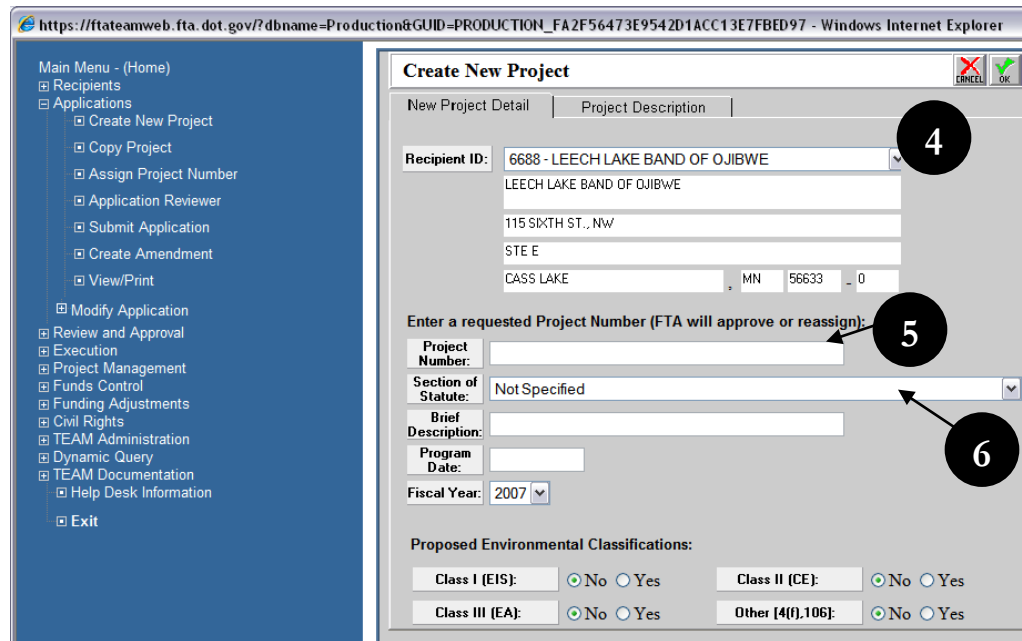 https://ftateamweb.fta.dot.gov/?dbname=Production&GUID=PRODUCTION_FA2F56473E9542D1ACC13E7FBED97 - Windows Internet Explorer
Main Menu - (Home)
Recipients
Applications
Create New Project
Copy Project
Assign Project Number
Application Reviewer
Submit Application
Create Amendment
View/Print
Modify Application
Review and Approval
Execution
Project Management
Funds Control
Funding Adjustments
Civil Rights
TEAM Administration
Dynamic Query
TEAM Documentation
Help Desk Information
Exit
Create New Project
CANCEL OK
New Project Detail Project Description
4
Recipient ID: 6688 - LEECH LAKE BAND OF OJIBWE
LEECH LAKE BAND OF OJIBWE
115 SIXTH ST., NW
STE E
CASS LAKE , MN 56633 - 0
Enter a requested Project Number (FTA will approve or reassign):
5
Project
Number:
Section of
Statute: Not Specified
6
Brief
Description:
Program
Date:
Fiscal Year: 2007
Proposed Environmental Classifications:
Class I (EIS): No Yes Class II (CE): No Yes
Class III (EA): No Yes Other [4(f),106]: No Yes